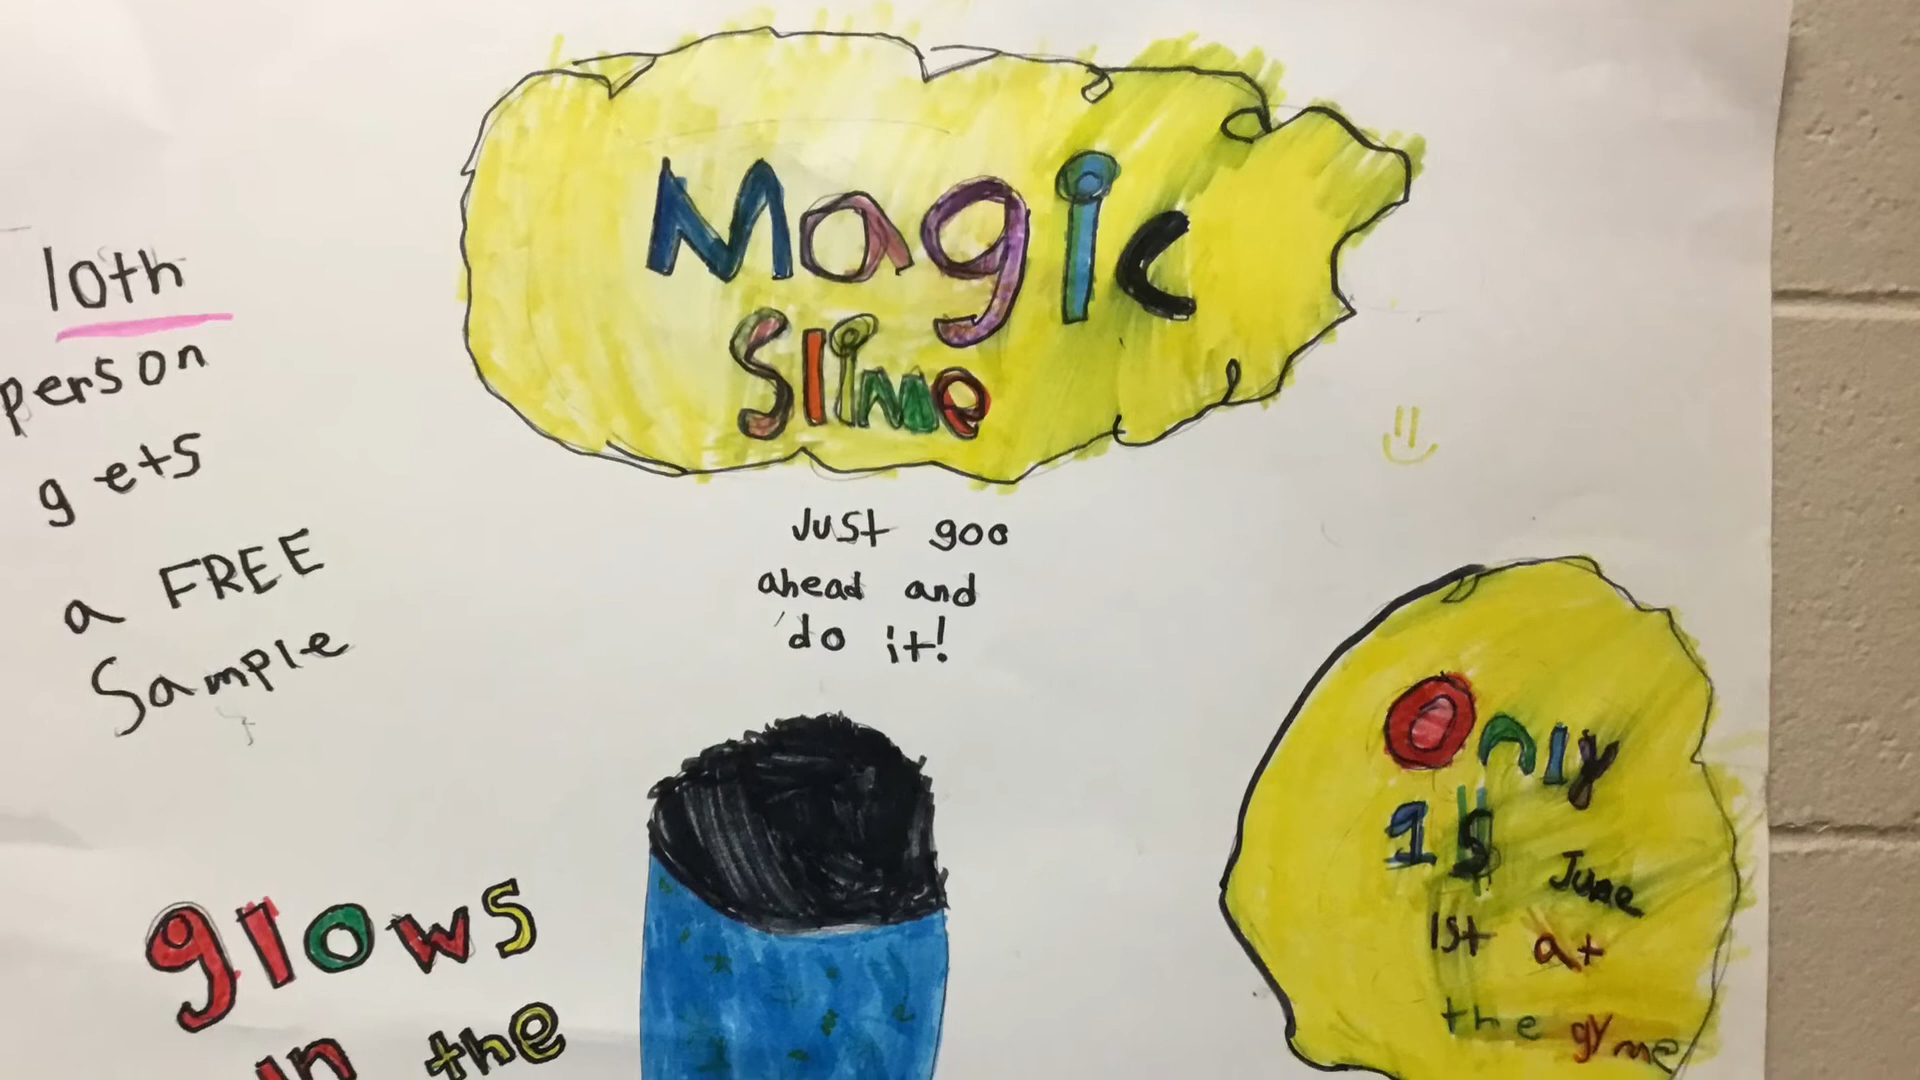 Magic
Slime
10th
person
gets
a FREE
Sample
Just goo
ahead and
do it!
Only
1$
June
1st at
the gyme
glows
in the